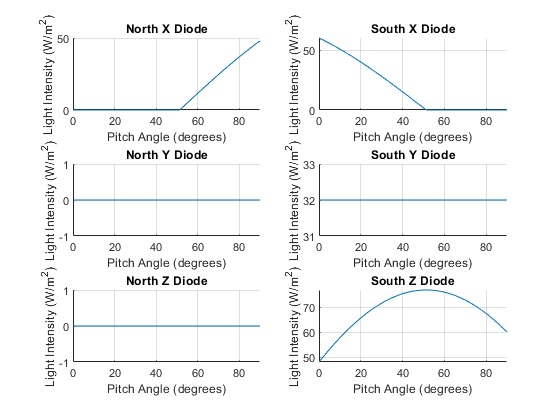 North X Diode
Light Intensity (W/m²)
50
0
0 20 40 60 80
Pitch Angle (degrees)
South X Diode
Light Intensity (W/m²)
50
0
0 20 40 60 80
Pitch Angle (degrees)
North Y Diode
Light Intensity (W/m²)
1
0
-1
0 20 40 60 80
Pitch Angle (degrees)
South Y Diode
Light Intensity (W/m²)
33
32
31
0 20 40 60 80
Pitch Angle (degrees)
North Z Diode
Light Intensity (W/m²)
1
0
-1
0 20 40 60 80
Pitch Angle (degrees)
South Z Diode
Light Intensity (W/m²)
70
60
50
0 20 40 60 80
Pitch Angle (degrees)